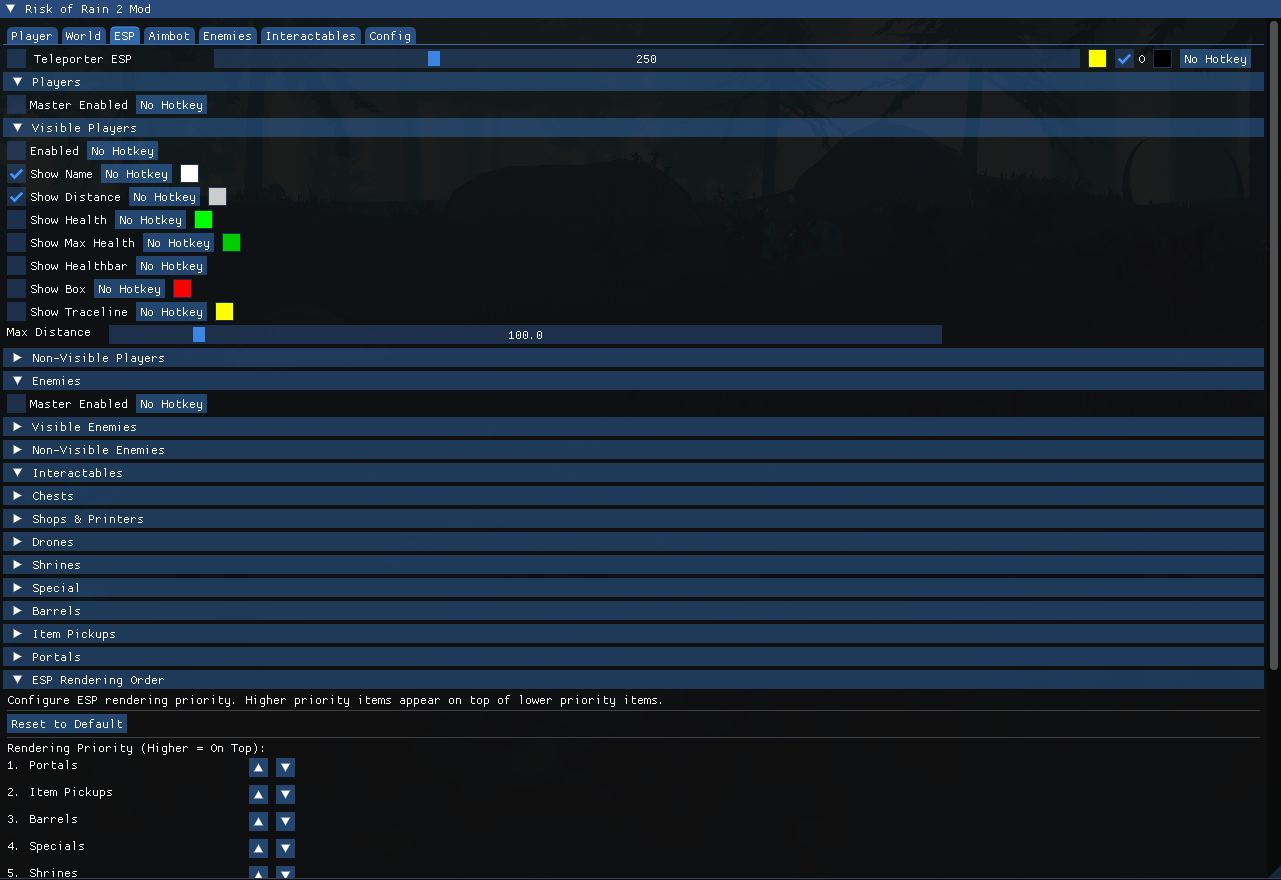 Risk of Rain 2 Mod
Player World ESP Aimbot Enemies Interactables Config
Teleporter ESP 250 O No Hotkey
Players
Master Enabled No Hotkey
Visible Players
Enabled No Hotkey
Show Name No Hotkey
Show Distance No Hotkey
Show Health No Hotkey
Show Max Health No Hotkey
Show Healthbar No Hotkey
Show Box No Hotkey
Show Traceline No Hotkey
Max Distance 100.0
Non-Visible Players
Enemies
Master Enabled No Hotkey
Visible Enemies
Non-Visible Enemies
Interactables
Chests
Shops & Printers
Drones
Shrines
Special
Barrels
Item Pickups
Portals
ESP Rendering Order
Configure ESP rendering priority. Higher priority items appear on top of lower priority items.
Reset to Default
Rendering Priority (Higher = On Top):
1. Portals
2. Item Pickups
3. Barrels
4. Specials
5. Shrines